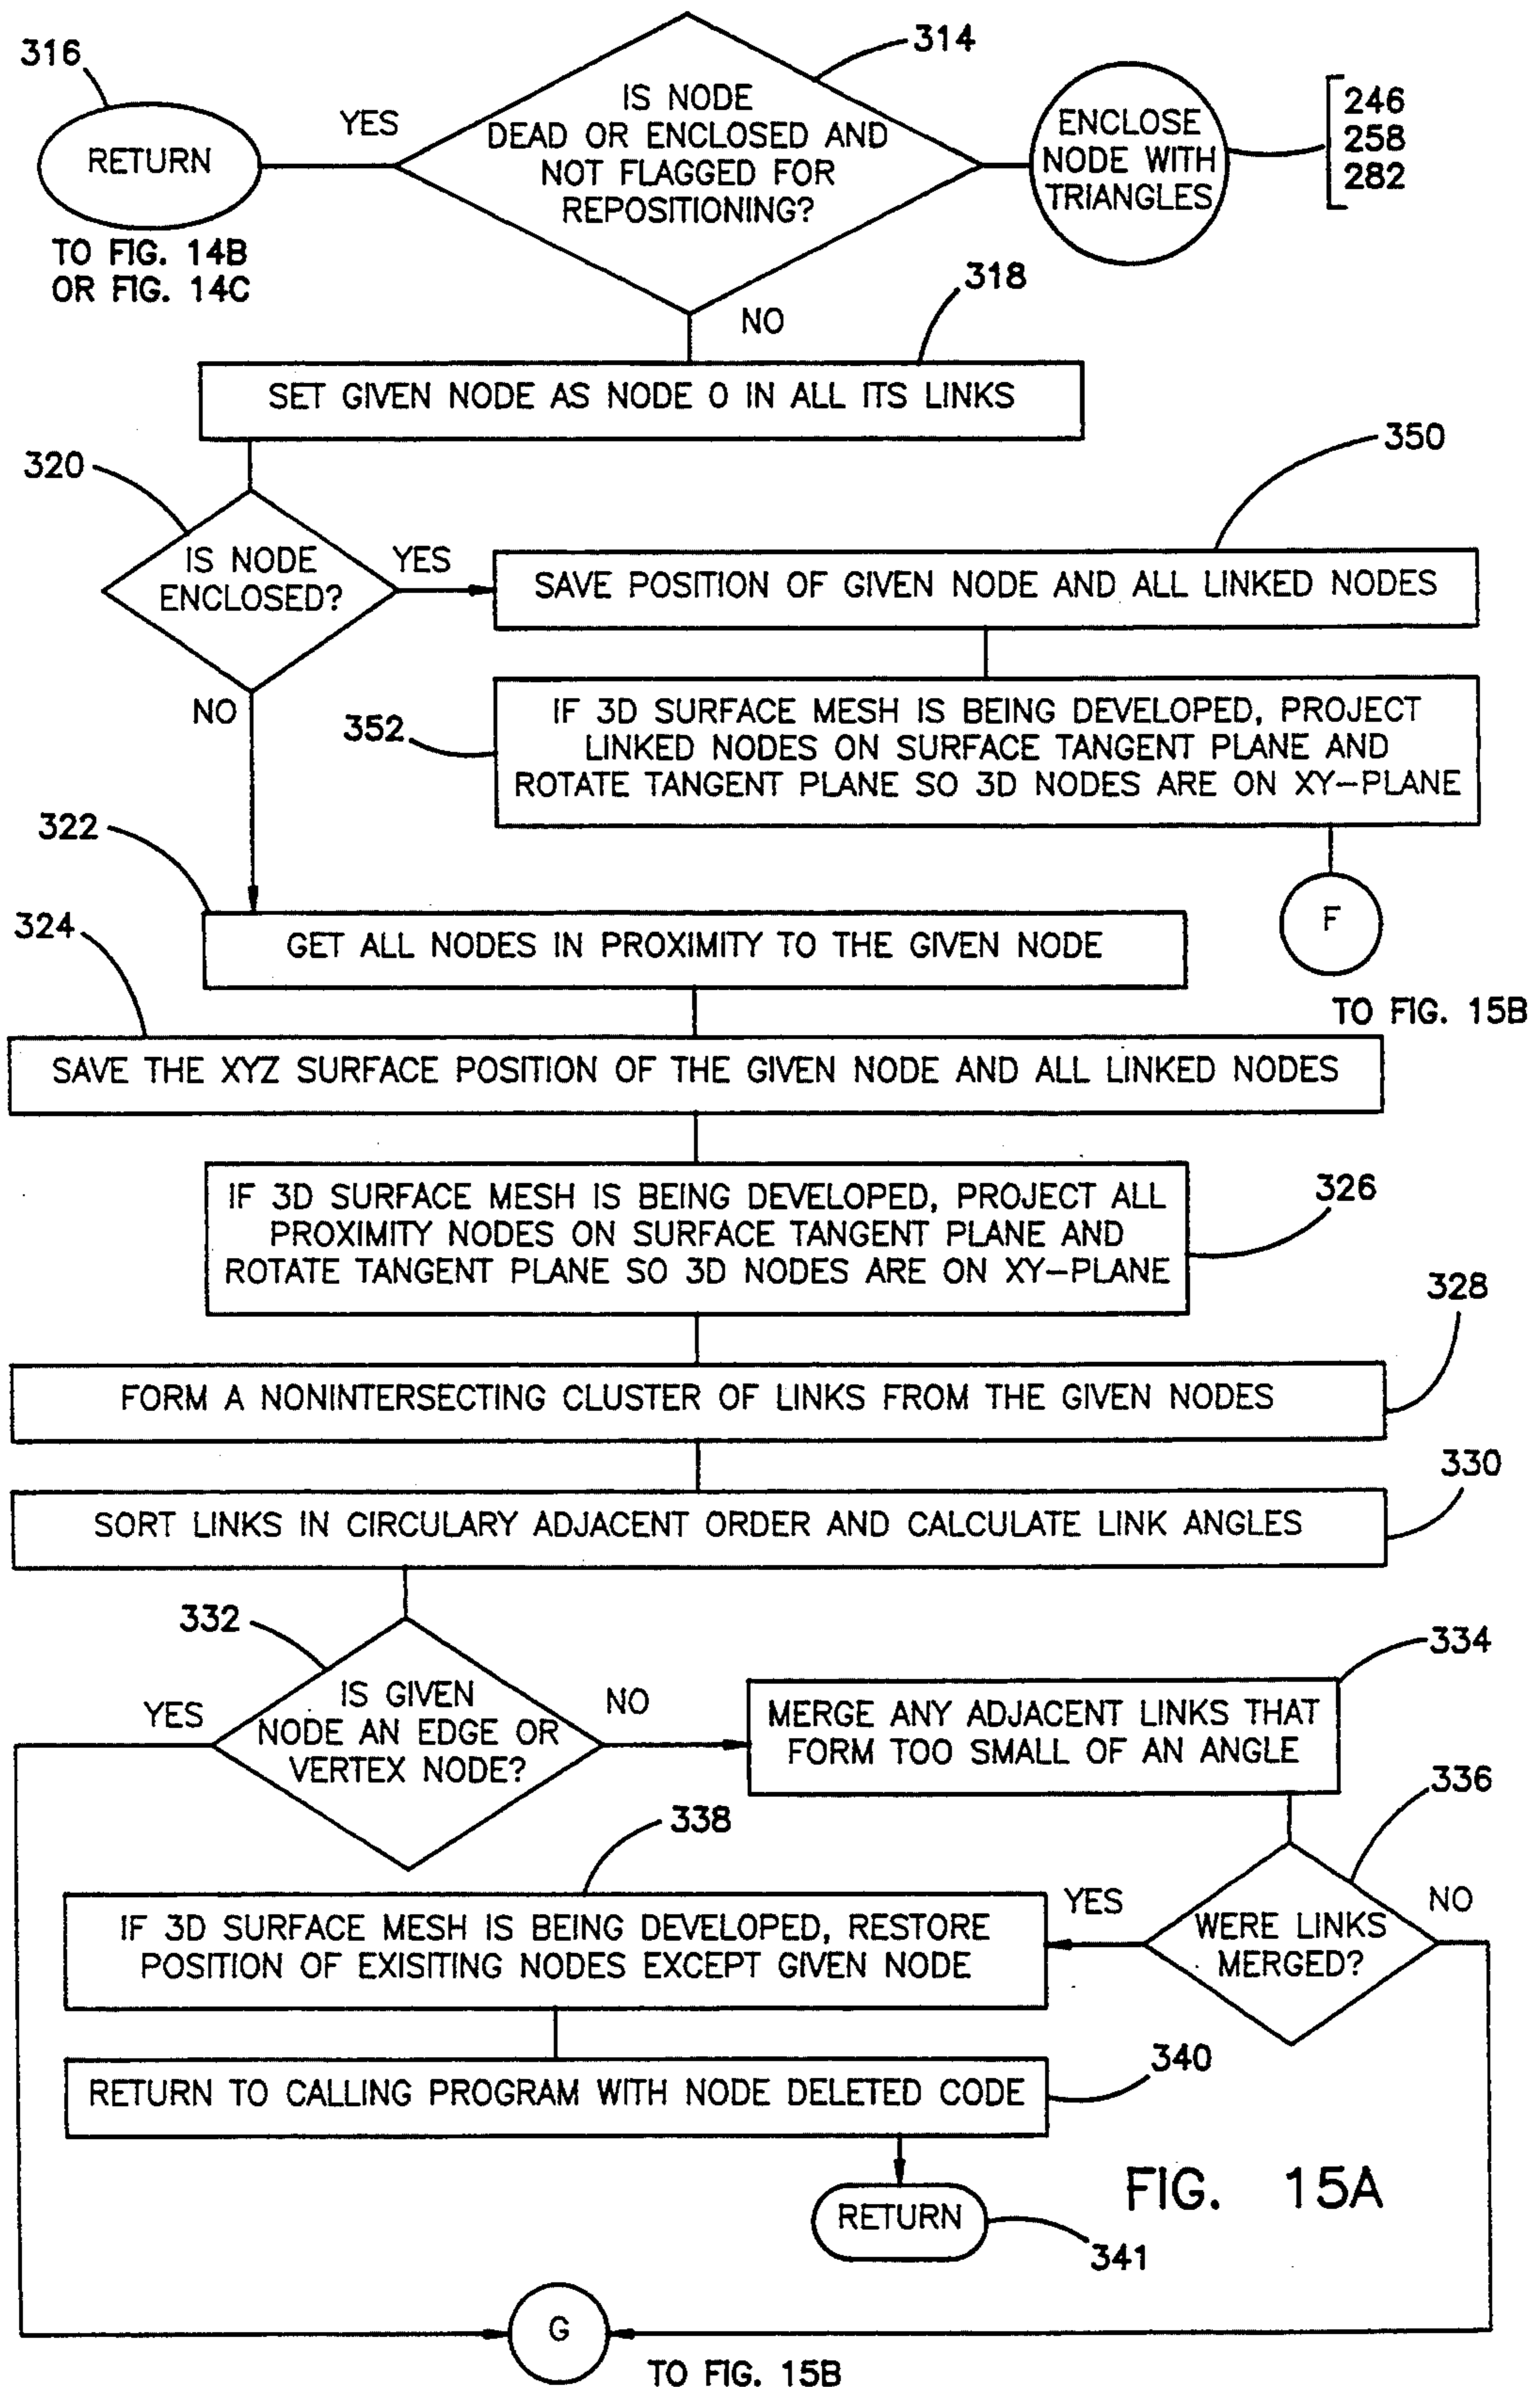 316
314
IS NODE
DEAD OR ENCLOSED AND
NOT FLAGGED FOR
REPOSITIONING?
YES
RETURN
TO FIG. 14B
OR FIG. 14C
ENCLOSE
NODE WITH
TRIANGLES
246
258
282
NO
318
SET GIVEN NODE AS NODE 0 IN ALL ITS LINKS
320
IS NODE
ENCLOSED?
YES
350
SAVE POSITION OF GIVEN NODE AND ALL LINKED NODES
NO
352
IF 3D SURFACE MESH IS BEING DEVELOPED, PROJECT
LINKED NODES ON SURFACE TANGENT PLANE AND
ROTATE TANGENT PLANE SO 3D NODES ARE ON XY-PLANE
F
TO FIG. 15B
322
GET ALL NODES IN PROXIMITY TO THE GIVEN NODE
324
SAVE THE XYZ SURFACE POSITION OF THE GIVEN NODE AND ALL LINKED NODES
IF 3D SURFACE MESH IS BEING DEVELOPED, PROJECT ALL
PROXIMITY NODES ON SURFACE TANGENT PLANE AND
ROTATE TANGENT PLANE SO 3D NODES ARE ON XY-PLANE
326
328
FORM A NONINTERSECTING CLUSTER OF LINKS FROM THE GIVEN NODES
330
SORT LINKS IN CIRCULARY ADJACENT ORDER AND CALCULATE LINK ANGLES
332
IS GIVEN
NODE AN EDGE OR
VERTEX NODE?
YES
NO
334
MERGE ANY ADJACENT LINKS THAT
FORM TOO SMALL OF AN ANGLE
336
WERE LINKS
MERGED?
YES
NO
338
IF 3D SURFACE MESH IS BEING DEVELOPED, RESTORE
POSITION OF EXISITING NODES EXCEPT GIVEN NODE
340
RETURN TO CALLING PROGRAM WITH NODE DELETED CODE
RETURN
341
FIG. 15A
G
TO FIG. 15B